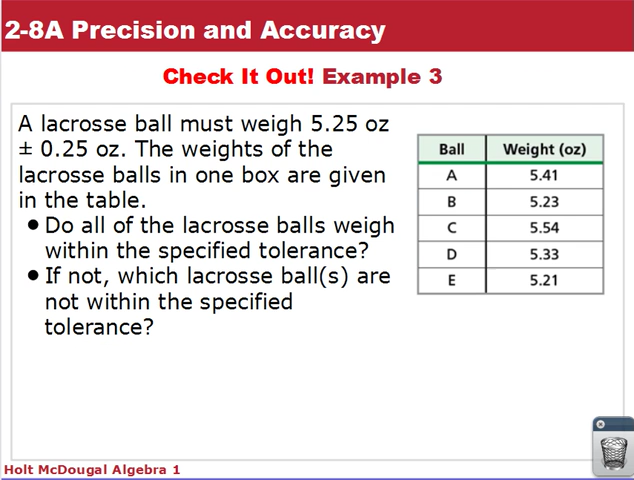 2-8A Precision and Accuracy
Check It Out! Example 3
A lacrosse ball must weigh 5.25 oz
± 0.25 oz. The weights of the
lacrosse balls in one box are given
in the table.
• Do all of the lacrosse balls weigh
within the specified tolerance?
• If not, which lacrosse ball(s) are
not within the specified
tolerance?
Ball Weight (oz)
A 5.41
B 5.23
C 5.54
D 5.33
E 5.21
Holt McDougal Algebra 1